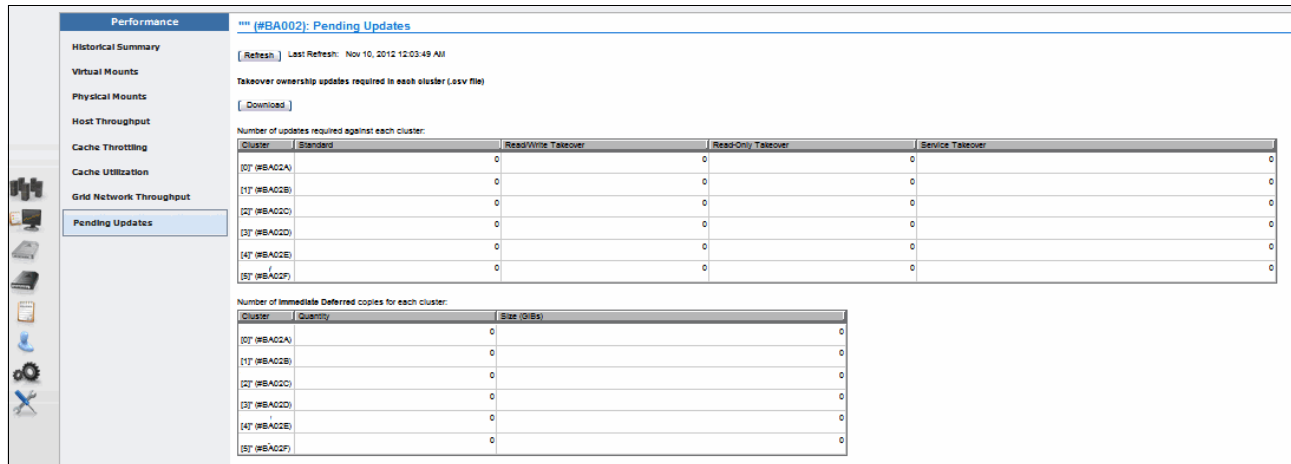 Performance
Historical Summary
Virtual Mounts
Physical Mounts
Host Throughput
Cache Throttling
Cache Utilization
Grid Network Throughput
Pending Updates
"" (#BA002): Pending Updates
[ Refresh ] Last Refresh: Nov 10, 2012 12:03:49 AM
Takeover ownership updates required in each cluster (.csv file)
[ Download ]
Number of updates required against each cluster:
Cluster Standard Read/Write Takeover Read-Only Takeover Service Takeover
[0]" (#BA02A) 0 0 0 0
[1]" (#BA02B) 0 0 0 0
[2]" (#BA02C) 0 0 0 0
[3]" (#BA02D) 0 0 0 0
[4]" (#BA02E) 0 0 0 0
[5]" (#BA02F) 0 0 0 0
Number of Immediate Deferred copies for each cluster:
Cluster Quantity Size (GiBs)
[0]" (#BA02A) 0 0
[1]" (#BA02B) 0 0
[2]" (#BA02C) 0 0
[3]" (#BA02D) 0 0
[4]" (#BA02E) 0 0
[5]" (#BA02F) 0 0